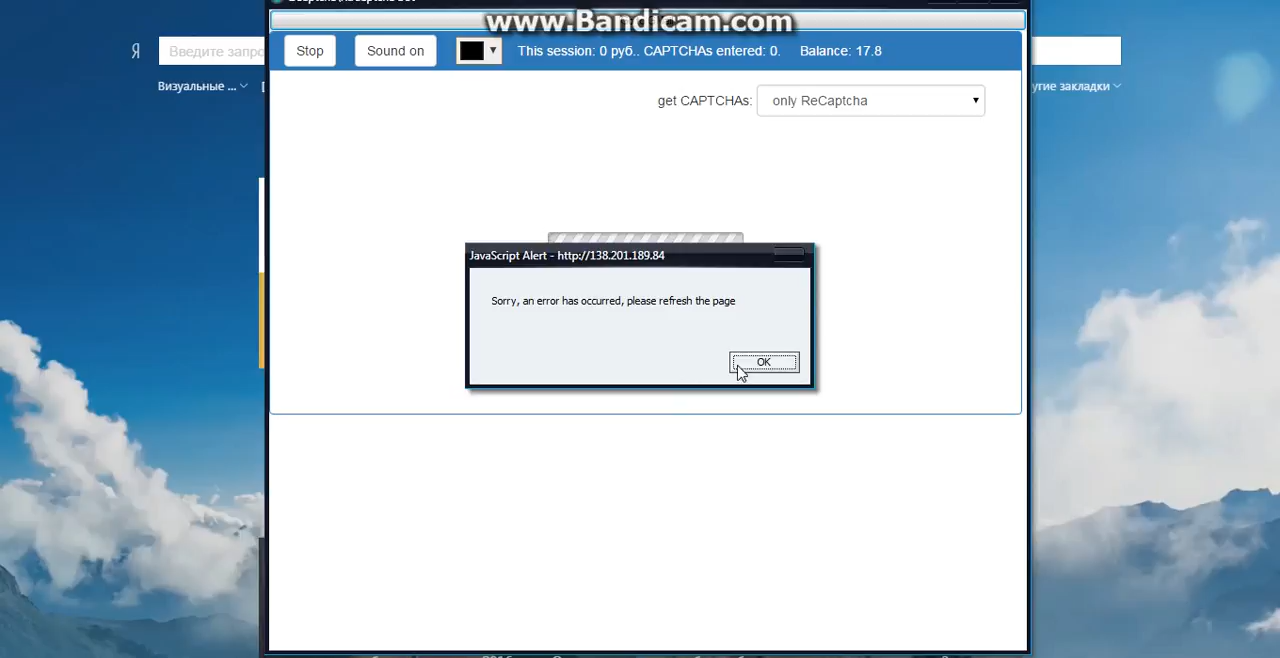 www.Bandicam.com
Я
Введите запро
Stop
Sound on
This session: 0 руб.. CAPTCHAs entered: 0.
Balance: 17.8
Визуальные ...
угие закладки
get CAPTCHAs:
only ReCaptcha
JavaScript Alert - http://138.201.189.84
Sorry, an error has occurred, please refresh the page
OK